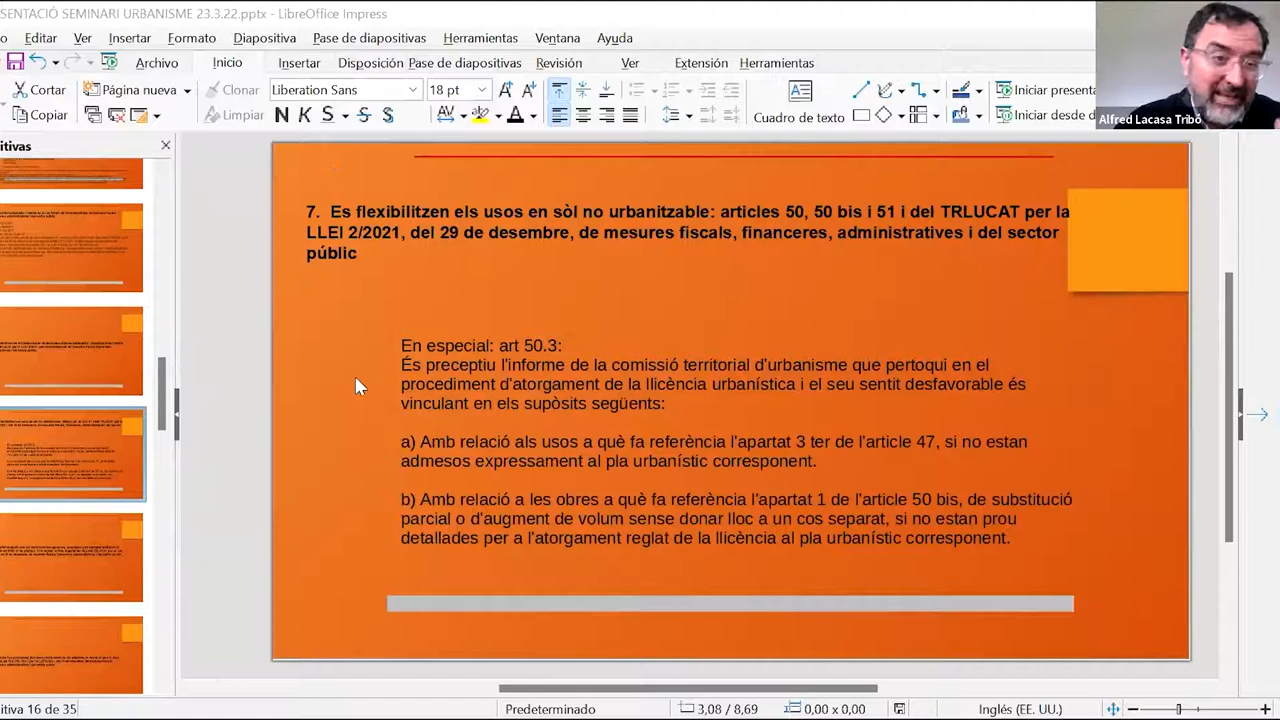 SENTACIÓ SEMINARI URBANISME 23.3.22.pptx - LibreOffice Impress
o Editar Ver Insertar Formato Diapositiva Pase de diapositivas Herramientas Ventana Ayuda
Archivo Inicio Insertar Disposición Pase de diapositivas Revisión Ver Extensión Herramientas
Cortar Página nueva Clonar Liberation Sans 18 pt Iniciar present
Copiar Limpiar Cuadro de texto Iniciar desde d
Alfred Lacasa Tribó
itivas
7. Es flexibilitzen els usos en sòl no urbanitzable: articles 50, 50 bis i 51 i del TRLUCAT per la
LLEI 2/2021, del 29 de desembre, de mesures fiscals, financeres, administratives i del sector
públic
En especial: art 50.3:
És preceptiu l'informe de la comissió territorial d'urbanisme que pertoqui en el
procediment d'atorgament de la llicència urbanística i el seu sentit desfavorable és
vinculant en els supòsits següents:
a) Amb relació als usos a què fa referència l'apartat 3 ter de l'article 47, si no estan
admesos expressament al pla urbanístic corresponent.
b) Amb relació a les obres a què fa referència l'apartat 1 de l'article 50 bis, de substitució
parcial o d'augment de volum sense donar lloc a un cos separat, si no estan prou
detallades per a l'atorgament reglat de la llicència al pla urbanístic corresponent.
itiva 16 de 35 Predeterminado 3,08 / 8,69 0,00 x 0,00 Inglés (EE. UU.)